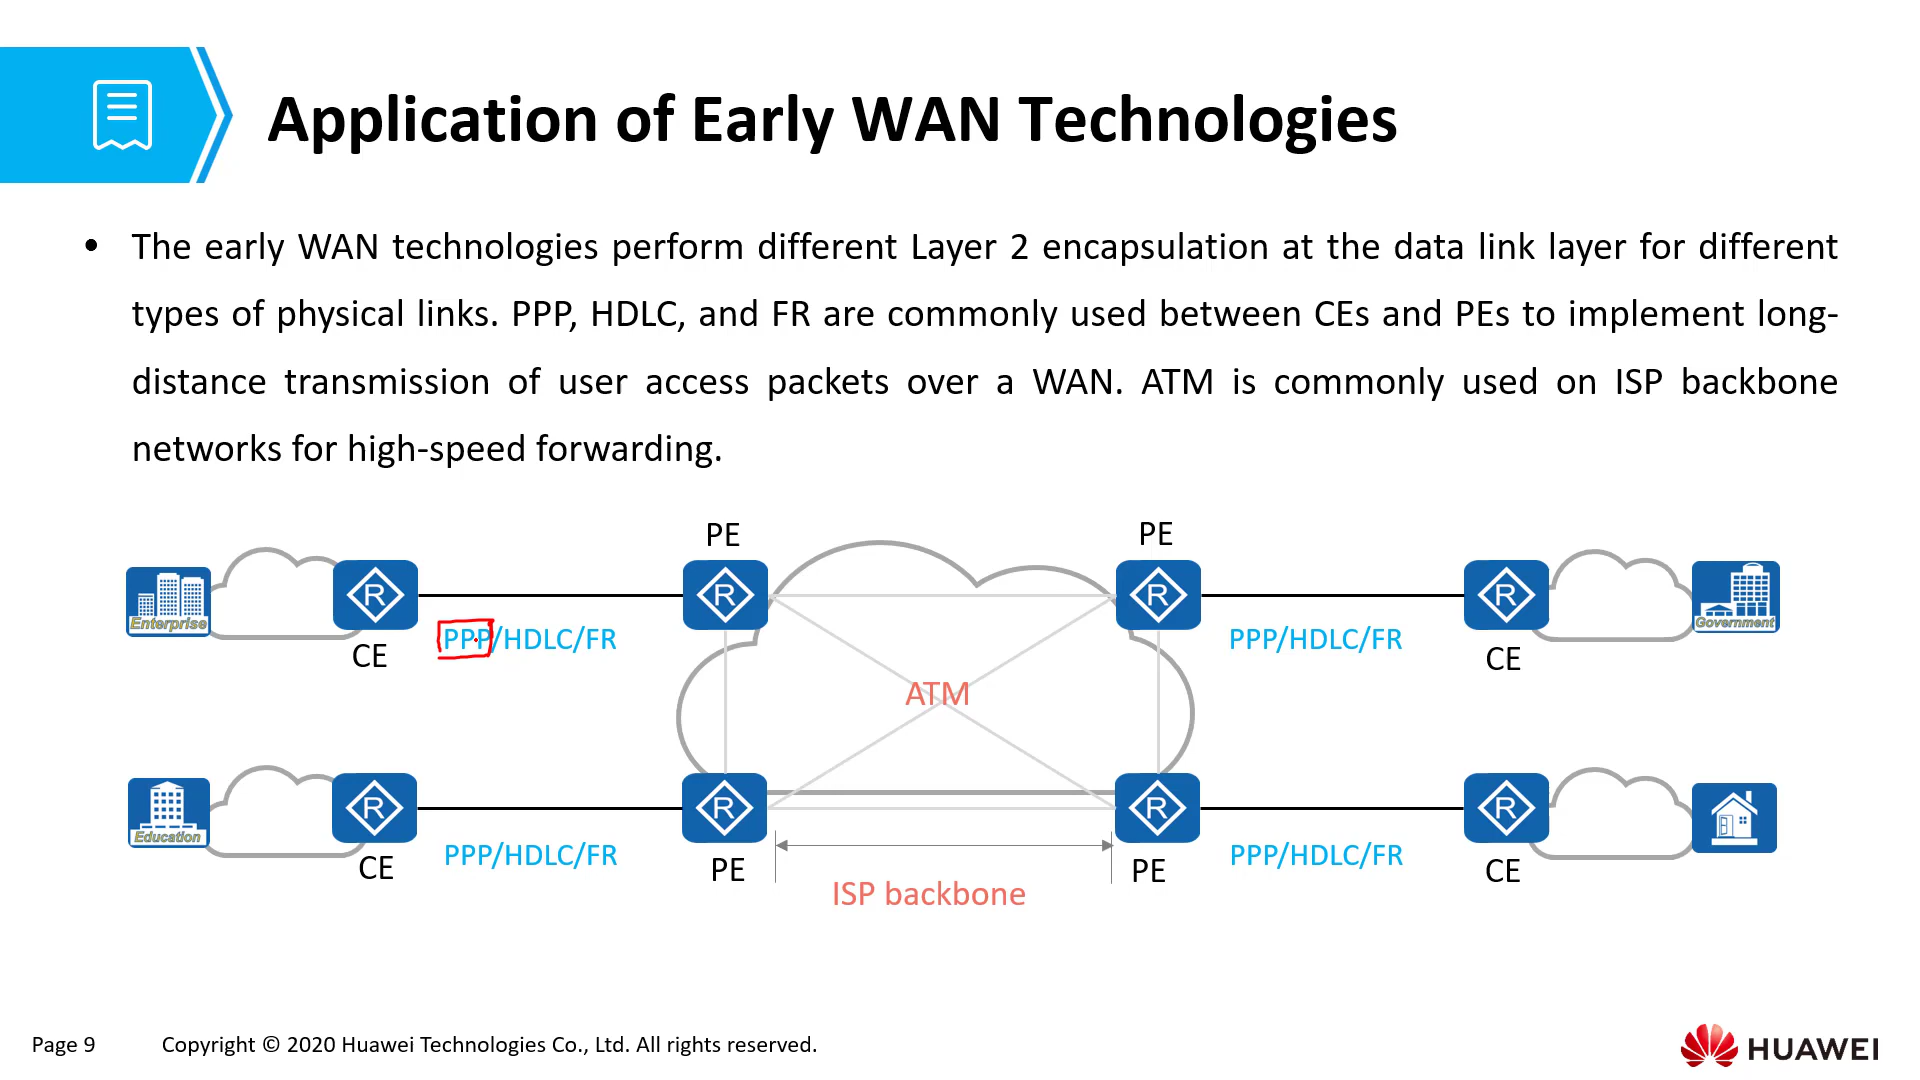 Application of Early WAN Technologies
• The early WAN technologies perform different Layer 2 encapsulation at the data link layer for different
types of physical links. PPP, HDLC, and FR are commonly used between CEs and PEs to implement long-
distance transmission of user access packets over a WAN. ATM is commonly used on ISP backbone
networks for high-speed forwarding.
PE
PE
R
R
R
R
Enterprise
Government
PPP/HDLC/FR
PPP/HDLC/FR
CE
CE
ATM
R
R
R
R
Education
PPP/HDLC/FR
PPP/HDLC/FR
CE
PE
PE
CE
ISP backbone
Page 9
Copyright © 2020 Huawei Technologies Co., Ltd. All rights reserved.
HUAWEI